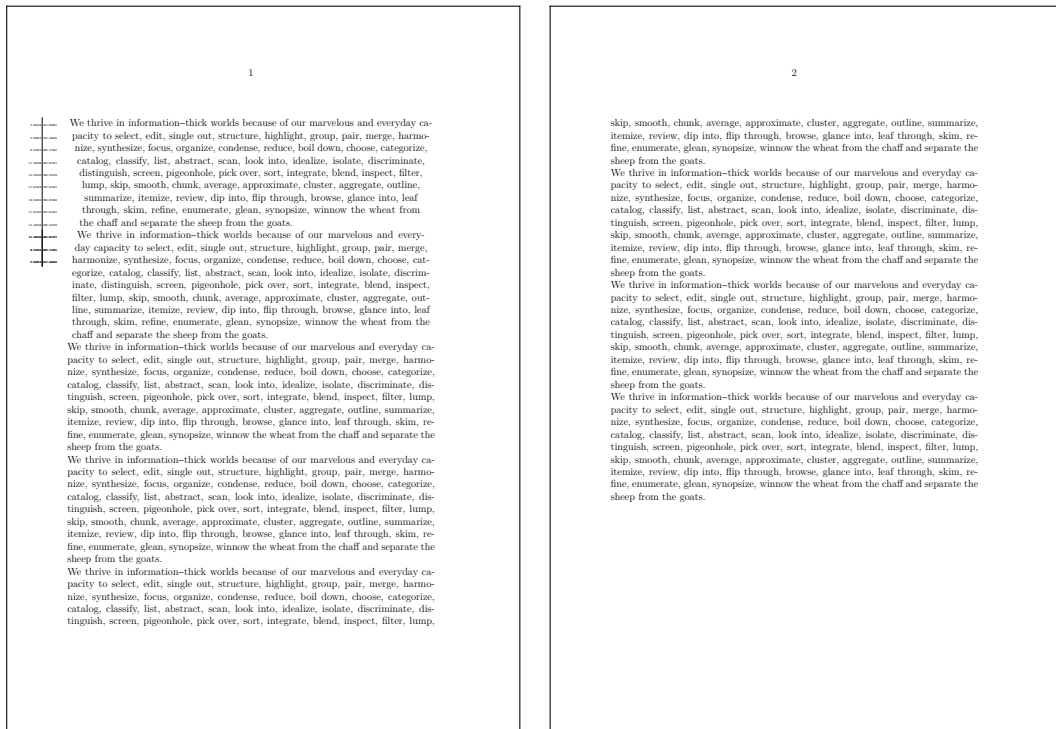 1
We thrive in information–thick worlds because of our marvelous and everyday ca-
pacity to select, edit, single out, structure, highlight, group, pair, merge, harmo-
nize, synthesize, focus, organize, condense, reduce, boil down, choose, categorize,
catalog, classify, list, abstract, scan, look into, idealize, isolate, discriminate,
distinguish, screen, pigeonhole, pick over, sort, integrate, blend, inspect, filter,
lump, skip, smooth, chunk, average, approximate, cluster, aggregate, outline,
summarize, itemize, review, dip into, flip through, browse, glance into, leaf
through, skim, refine, enumerate, glean, synopsize, winnow the wheat from
the chaff and separate the sheep from the goats.
We thrive in information–thick worlds because of our marvelous and every-
day capacity to select, edit, single out, structure, highlight, group, pair, merge,
harmonize, synthesize, focus, organize, condense, reduce, boil down, choose, cat-
egorize, catalog, classify, list, abstract, scan, look into, idealize, isolate, discrim-
inate, distinguish, screen, pigeonhole, pick over, sort, integrate, blend, inspect,
filter, lump, skip, smooth, chunk, average, approximate, cluster, aggregate, out-
line, summarize, itemize, review, dip into, flip through, browse, glance into, leaf
through, skim, refine, enumerate, glean, synopsize, winnow the wheat from the
chaff and separate the sheep from the goats.
We thrive in information–thick worlds because of our marvelous and everyday ca-
pacity to select, edit, single out, structure, highlight, group, pair, merge, harmo-
nize, synthesize, focus, organize, condense, reduce, boil down, choose, categorize,
catalog, classify, list, abstract, scan, look into, idealize, isolate, discriminate, dis-
tinguish, screen, pigeonhole, pick over, sort, integrate, blend, inspect, filter, lump,
skip, smooth, chunk, average, approximate, cluster, aggregate, outline, summarize,
itemize, review, dip into, flip through, browse, glance into, leaf through, skim, re-
fine, enumerate, glean, synopsize, winnow the wheat from the chaff and separate the
sheep from the goats.
We thrive in information–thick worlds because of our marvelous and everyday ca-
pacity to select, edit, single out, structure, highlight, group, pair, merge, harmo-
nize, synthesize, focus, organize, condense, reduce, boil down, choose, categorize,
catalog, classify, list, abstract, scan, look into, idealize, isolate, discriminate, dis-
tinguish, screen, pigeonhole, pick over, sort, integrate, blend, inspect, filter, lump,
skip, smooth, chunk, average, approximate, cluster, aggregate, outline, summarize,
itemize, review, dip into, flip through, browse, glance into, leaf through, skim, re-
fine, enumerate, glean, synopsize, winnow the wheat from the chaff and separate the
sheep from the goats.
We thrive in information–thick worlds because of our marvelous and everyday ca-
pacity to select, edit, single out, structure, highlight, group, pair, merge, harmo-
nize, synthesize, focus, organize, condense, reduce, boil down, choose, categorize,
catalog, classify, list, abstract, scan, look into, idealize, isolate, discriminate, dis-
tinguish, screen, pigeonhole, pick over, sort, integrate, blend, inspect, filter, lump,
2
skip, smooth, chunk, average, approximate, cluster, aggregate, outline, summarize,
itemize, review, dip into, flip through, browse, glance into, leaf through, skim, re-
fine, enumerate, glean, synopsize, winnow the wheat from the chaff and separate the
sheep from the goats.
We thrive in information–thick worlds because of our marvelous and everyday ca-
pacity to select, edit, single out, structure, highlight, group, pair, merge, harmo-
nize, synthesize, focus, organize, condense, reduce, boil down, choose, categorize,
catalog, classify, list, abstract, scan, look into, idealize, isolate, discriminate, dis-
tinguish, screen, pigeonhole, pick over, sort, integrate, blend, inspect, filter, lump,
skip, smooth, chunk, average, approximate, cluster, aggregate, outline, summarize,
itemize, review, dip into, flip through, browse, glance into, leaf through, skim, re-
fine, enumerate, glean, synopsize, winnow the wheat from the chaff and separate the
sheep from the goats.
We thrive in information–thick worlds because of our marvelous and everyday ca-
pacity to select, edit, single out, structure, highlight, group, pair, merge, harmo-
nize, synthesize, focus, organize, condense, reduce, boil down, choose, categorize,
catalog, classify, list, abstract, scan, look into, idealize, isolate, discriminate, dis-
tinguish, screen, pigeonhole, pick over, sort, integrate, blend, inspect, filter, lump,
skip, smooth, chunk, average, approximate, cluster, aggregate, outline, summarize,
itemize, review, dip into, flip through, browse, glance into, leaf through, skim, re-
fine, enumerate, glean, synopsize, winnow the wheat from the chaff and separate the
sheep from the goats.
We thrive in information–thick worlds because of our marvelous and everyday ca-
pacity to select, edit, single out, structure, highlight, group, pair, merge, harmo-
nize, synthesize, focus, organize, condense, reduce, boil down, choose, categorize,
catalog, classify, list, abstract, scan, look into, idealize, isolate, discriminate, dis-
tinguish, screen, pigeonhole, pick over, sort, integrate, blend, inspect, filter, lump,
skip, smooth, chunk, average, approximate, cluster, aggregate, outline, summarize,
itemize, review, dip into, flip through, browse, glance into, leaf through, skim, re-
fine, enumerate, glean, synopsize, winnow the wheat from the chaff and separate the
sheep from the goats.